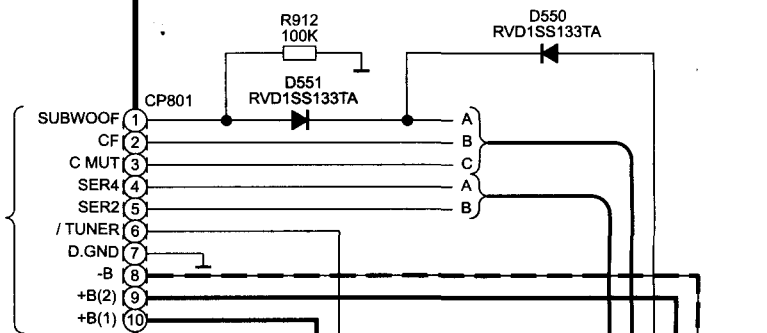 R912
100K
D550
RVD1SS133TA
D551
RVD1SS133TA
CP801
SUBWOOF 1 A
CF 2 B
C MUT 3 C
SER4 4 A
SER2 5 B
/ TUNER 6
D.GND 7
-B 8
+B(2) 9
+B(1) 10